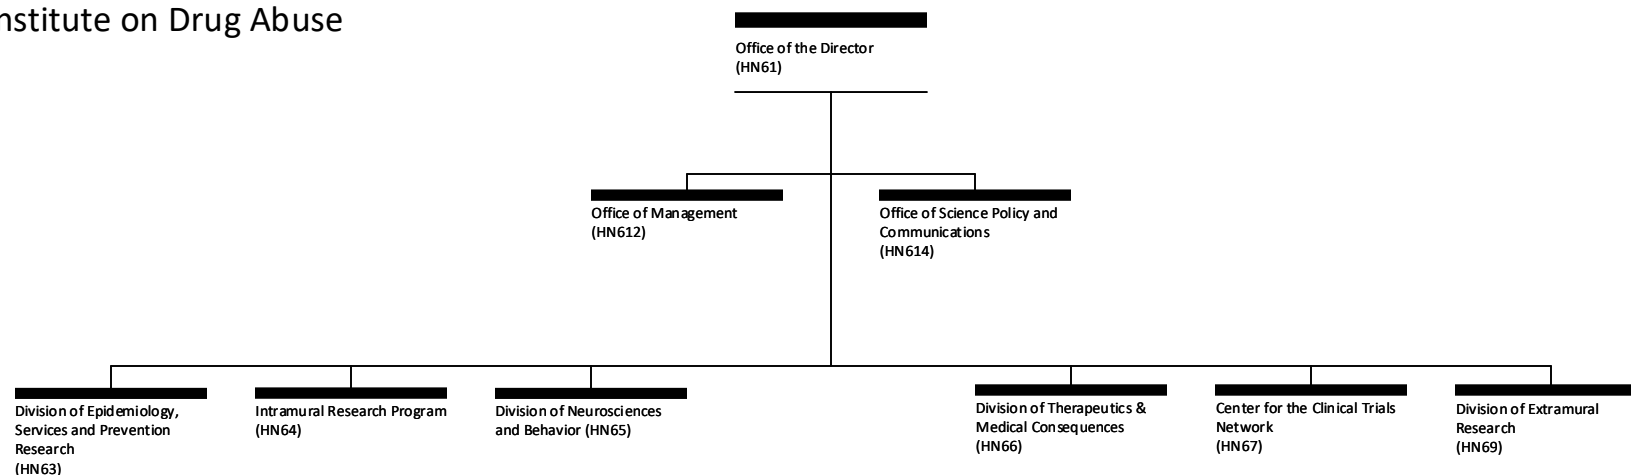 nstitute on Drug Abuse
Office of the Director
(HN61)
Office of Management
(HN612)
Office of Science Policy and
Communications
(HN614)
Division of Epidemiology,
Services and Prevention
Research
(HN63)
Intramural Research Program
(HN64)
Division of Neurosciences
and Behavior (HN65)
Division of Therapeutics &
Medical Consequences
(HN66)
Center for the Clinical Trials
Network
(HN67)
Division of Extramural
Research
(HN69)